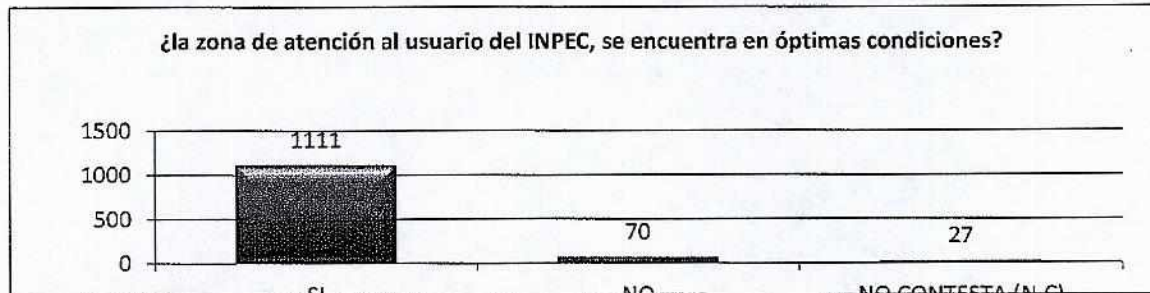 ¿la zona de atención al usuario del INPEC, se encuentra en óptimas condiciones?
1500
1111
1000
500
70
27
0
SI
NO
NO CONTESTA (N-C)